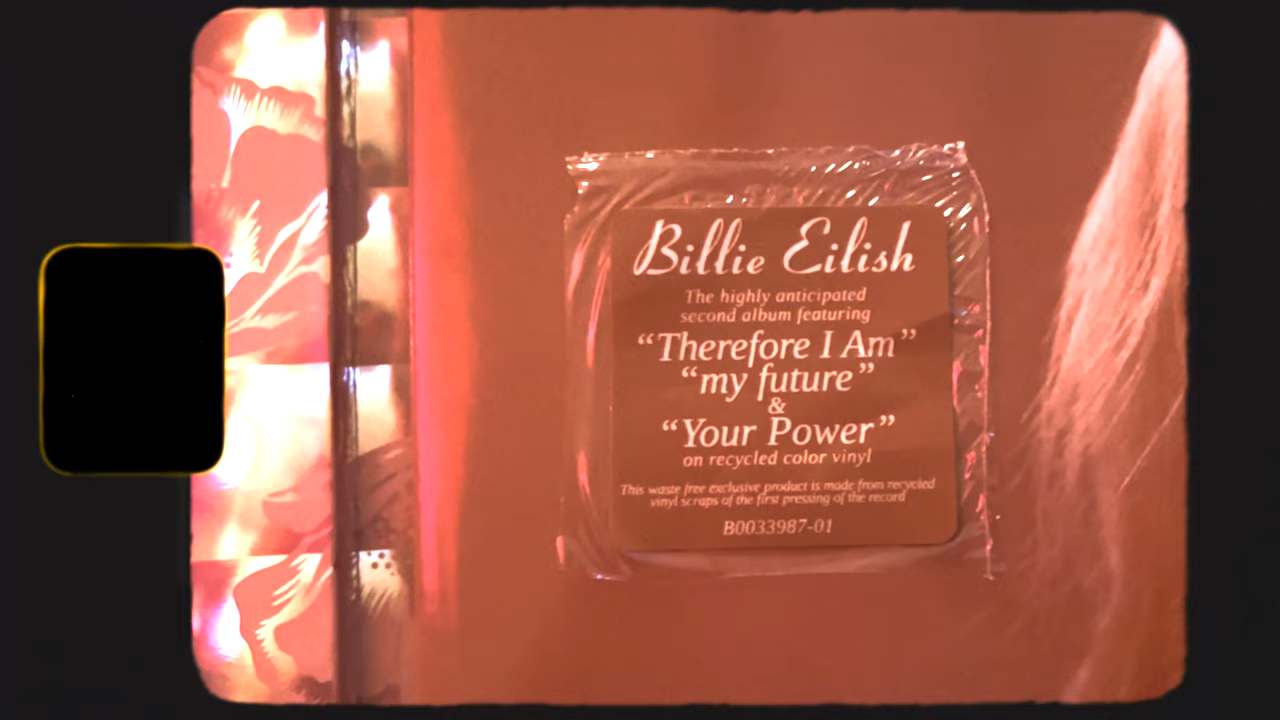 Billie Eilish
The highly anticipated
second album featuring
“Therefore I Am”
“my future”
&
“Your Power”
on recycled color vinyl
This waste free exclusive product is made from recycled
vinyl scraps of the first pressing of the record
B0033987-01